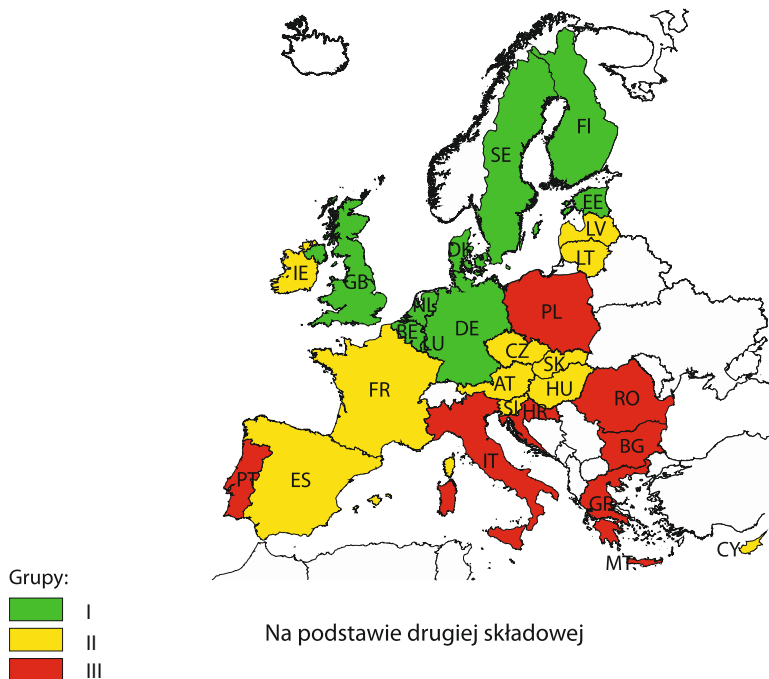 FI
SE
EE
LV
DK
LT
IE
GB
NL
PL
BE
DE
LU
CZ
SK
FR
AT
HU
SI
HR
RO
BG
IT
PT
ES
GR
CY
MT
Grupy:
I
II
III
Na podstawie drugiej składowej